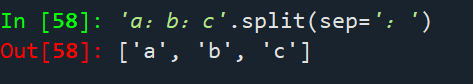 In [58]: 'a：b：c'.split(sep='：')
Out[58]: ['a', 'b', 'c']